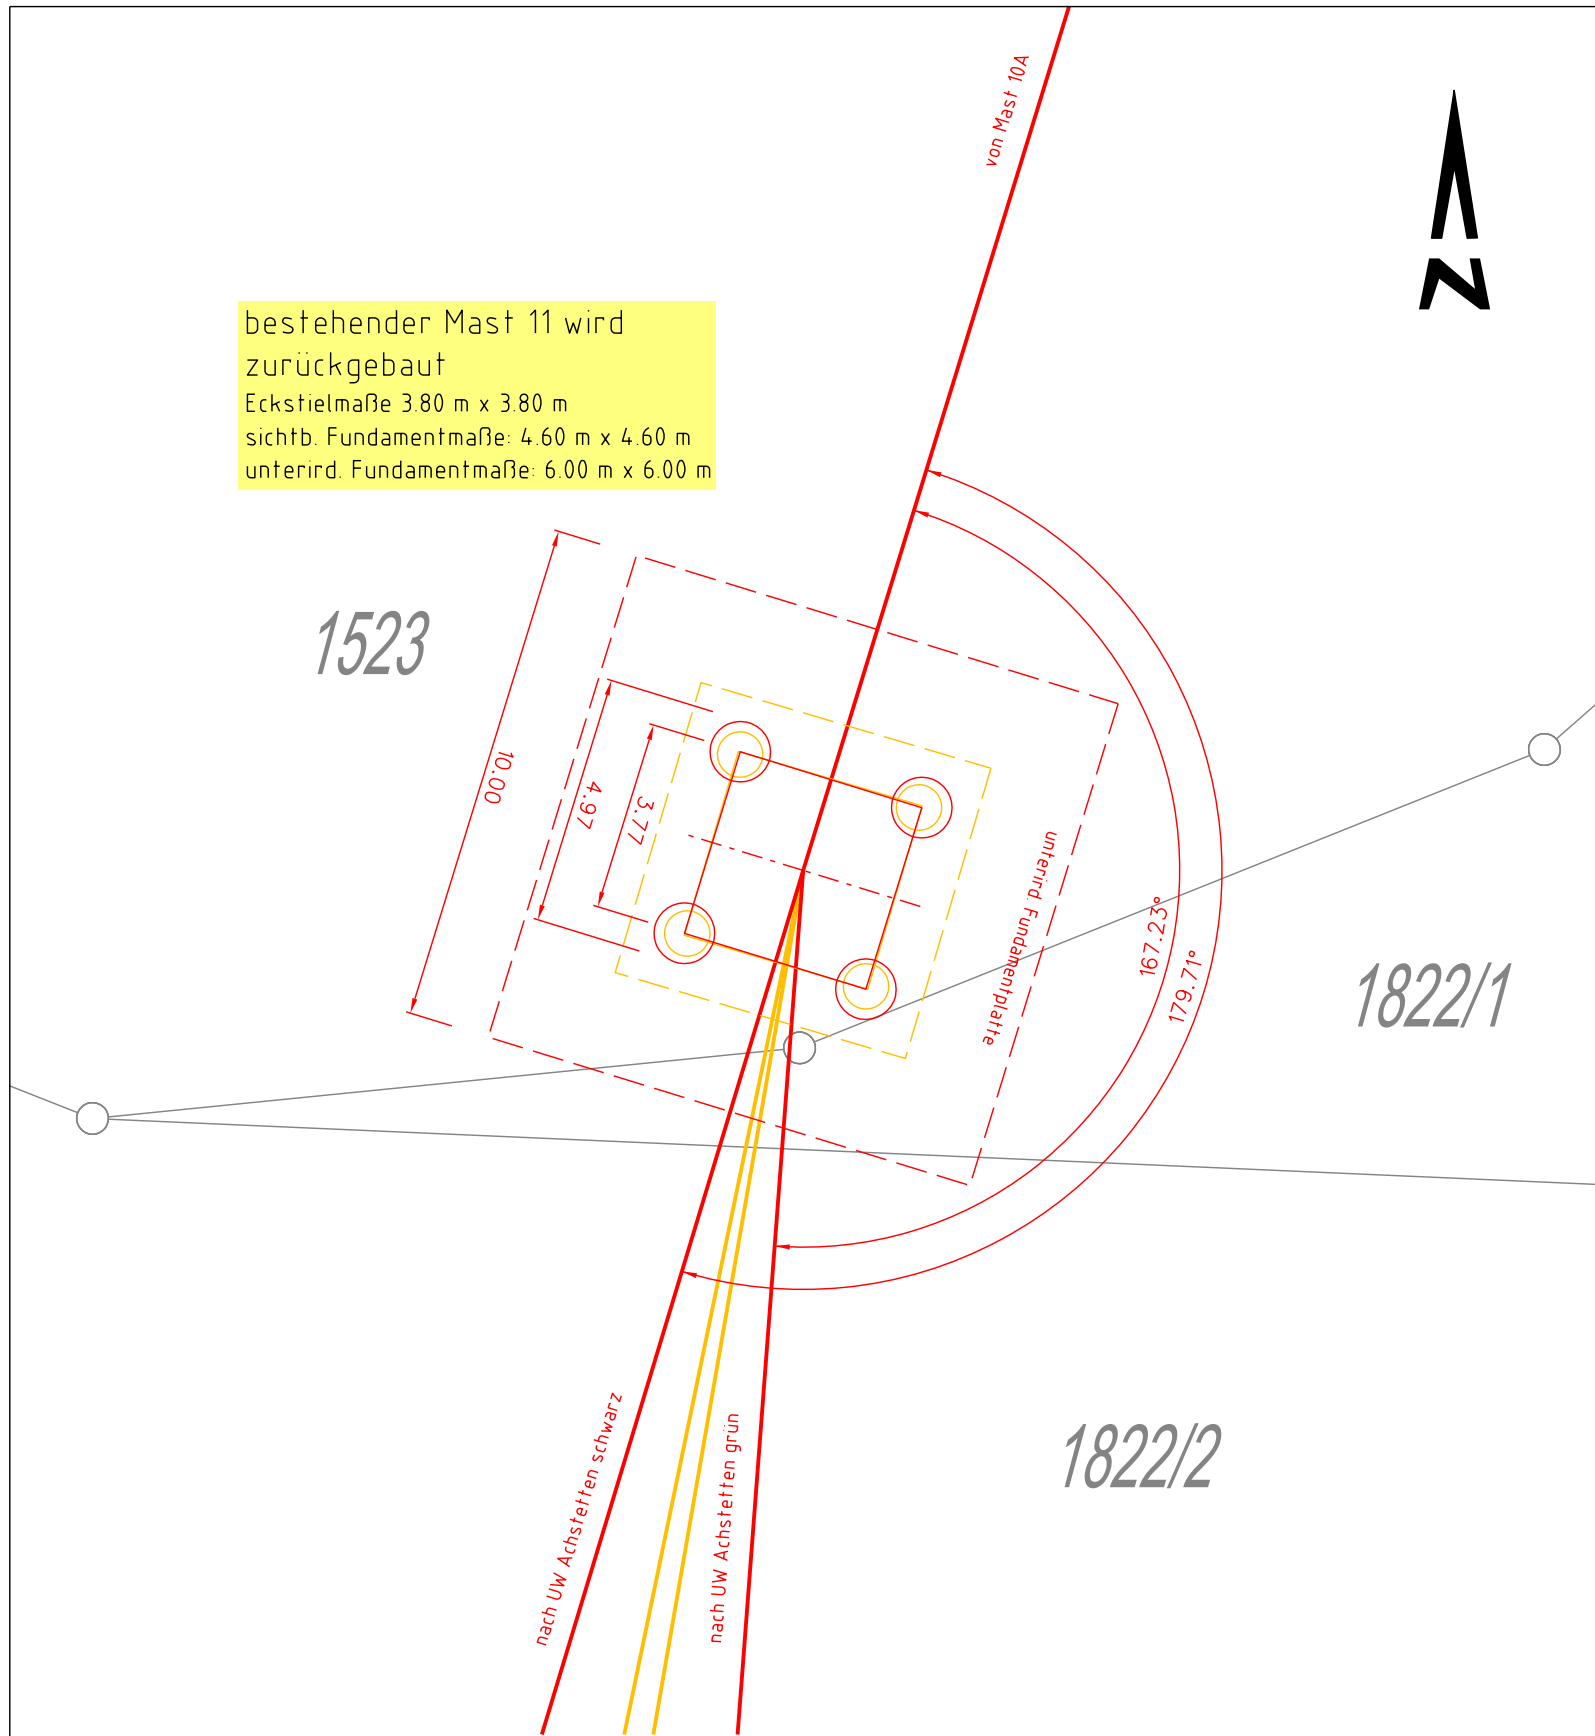 von Mast 10A
N
bestehender Mast 11 wird
zurückgebaut
Eckstielmaße 3.80 m x 3.80 m
sichtb. Fundamentmaße: 4.60 m x 4.60 m
unterird. Fundamentmaße: 6.00 m x 6.00 m
1523
10.00
4.97
3.77
unterird. Fundamentplatte
167.23°
179.71°
1822/1
1822/2
nach UW Achstetten schwarz
nach UW Achstetten grün